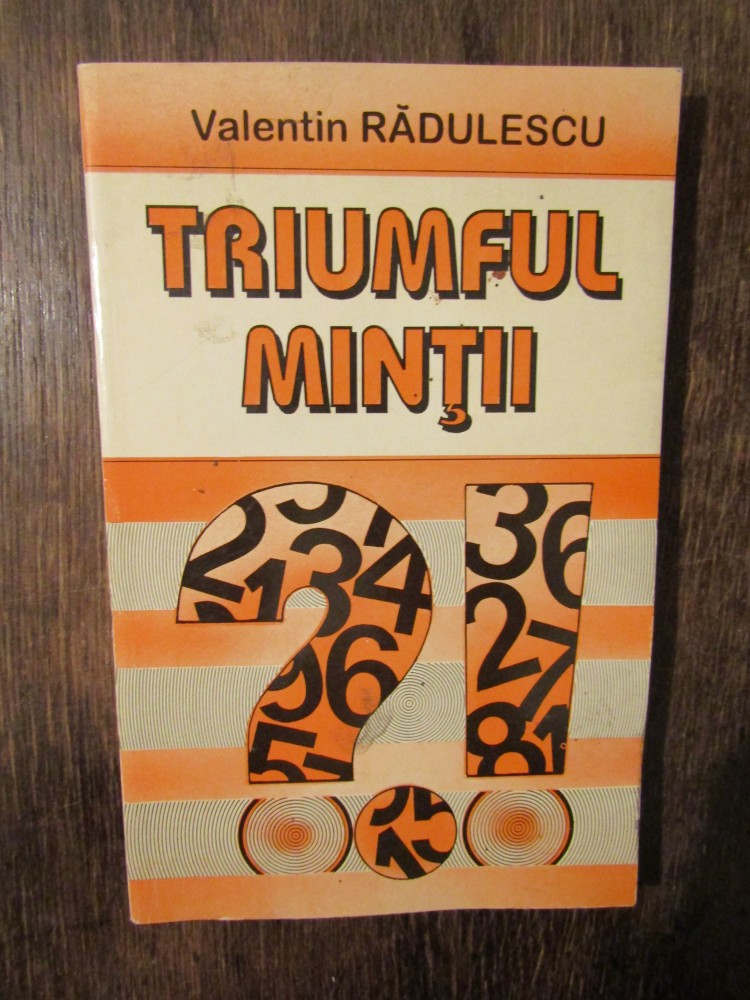 Valentin RĂDULESCU
TRIUMFUL
MINŢII
?!